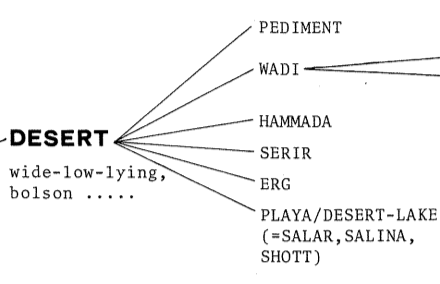 PEDIMENT
WADI
HAMMADA
DESERT
SERIR
wide-low-lying,
ERG
bolson .....
PLAYA/DESERT-LAKE
(=SALAR,SALINA,
SHOTT)